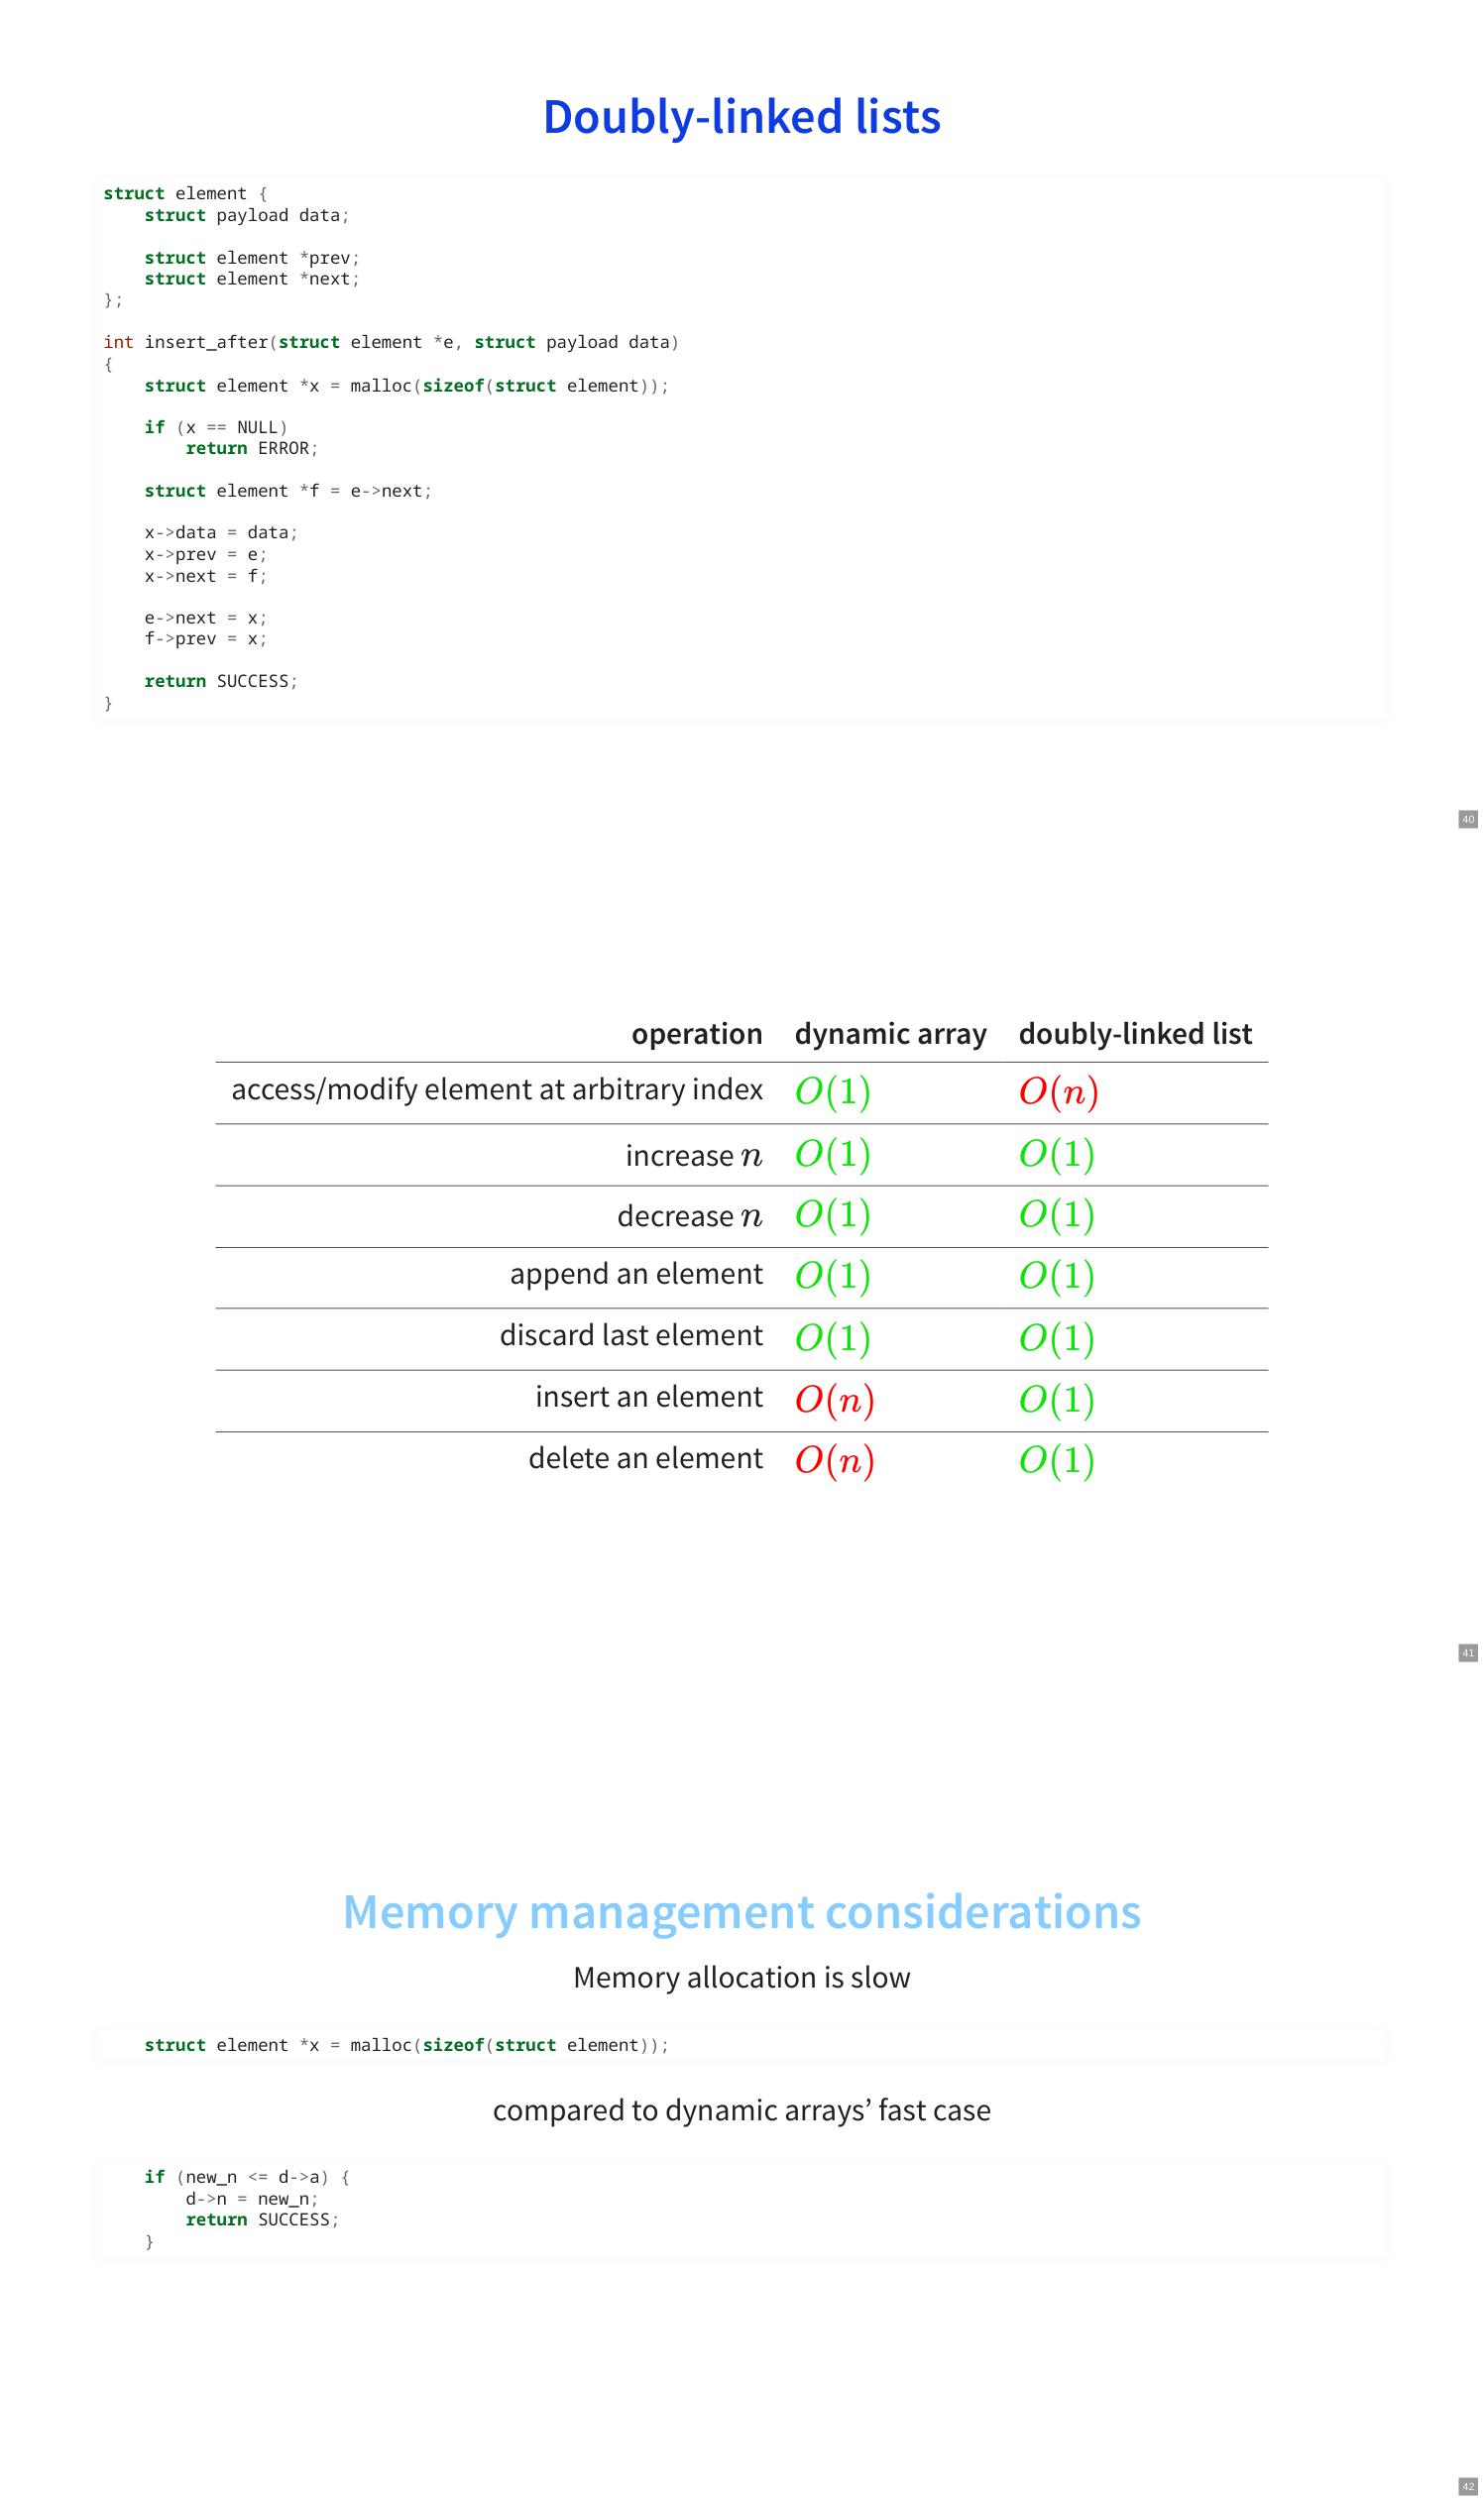 Doubly-linked lists
struct element {
    struct payload data;
    struct element *prev;
    struct element *next;
};
int insert_after(struct element *e, struct payload data)
{
    struct element *x = malloc(sizeof(struct element));
    if (x == NULL)
        return ERROR;
    struct element *f = e->next;
    x->data = data;
    x->prev = e;
    x->next = f;
    e->next = x;
    f->prev = x;
    return SUCCESS;
}
40
operation dynamic array doubly-linked list
access/modify element at arbitrary index O(1) O(n)
increase n O(1) O(1)
decrease n O(1) O(1)
append an element O(1) O(1)
discard last element O(1) O(1)
insert an element O(n) O(1)
delete an element O(n) O(1)
41
Memory management considerations
Memory allocation is slow
    struct element *x = malloc(sizeof(struct element));
compared to dynamic arrays’ fast case
    if (new_n <= d->a) {
        d->n = new_n;
        return SUCCESS;
    }
42